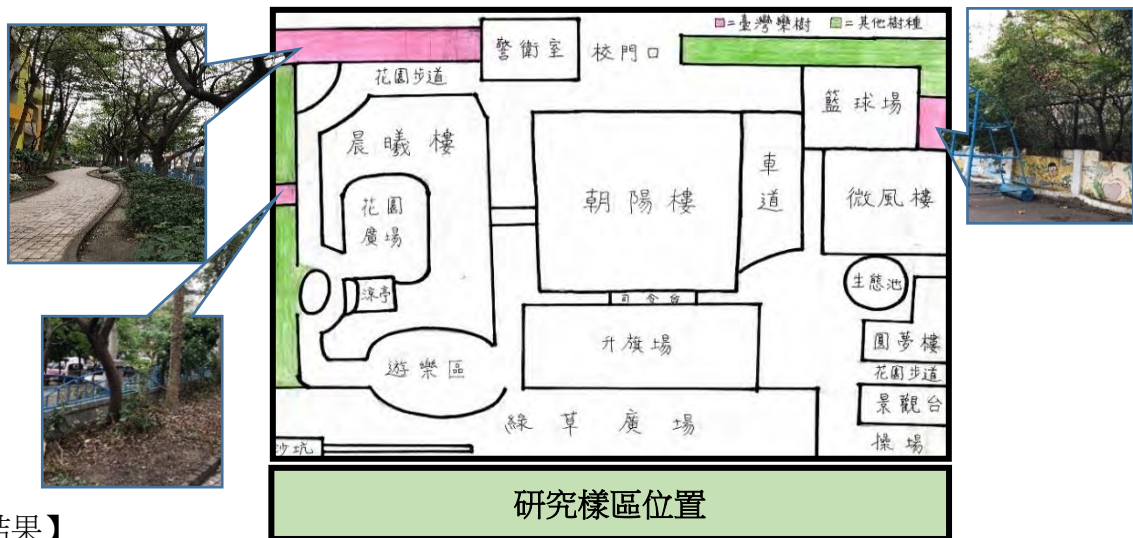 =臺灣欒樹 =其他樹種
警衛室 校門口
花園步道
籃球場
晨曦樓
車道
朝陽樓
微風樓
花園廣場
生態池
涼亭
司令台
升旗場
圓夢樓
遊樂區
花園步道
景觀台
綠草廣場
操場
沙坑
研究樣區位置
結果】